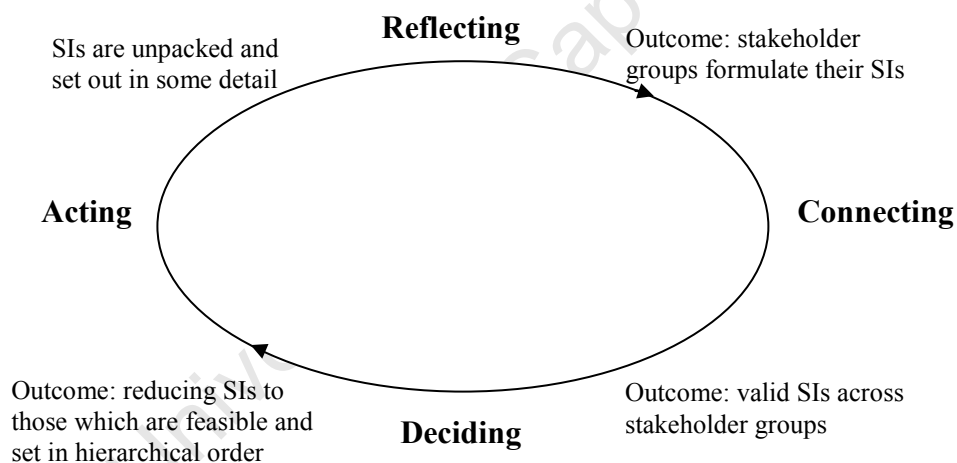 Reflecting
SIs are unpacked and
set out in some detail
Outcome: stakeholder
groups formulate their SIs
Acting
Connecting
Outcome: reducing SIs to
those which are feasible and
set in hierarchical order
Deciding
Outcome: valid SIs across
stakeholder groups